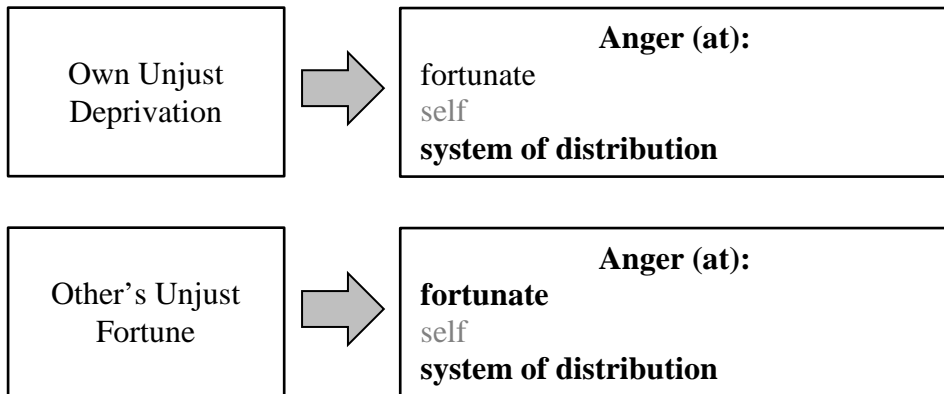 Own Unjust
Deprivation
Anger (at):
fortunate
self
system of distribution
Other’s Unjust
Fortune
Anger (at):
fortunate
self
system of distribution